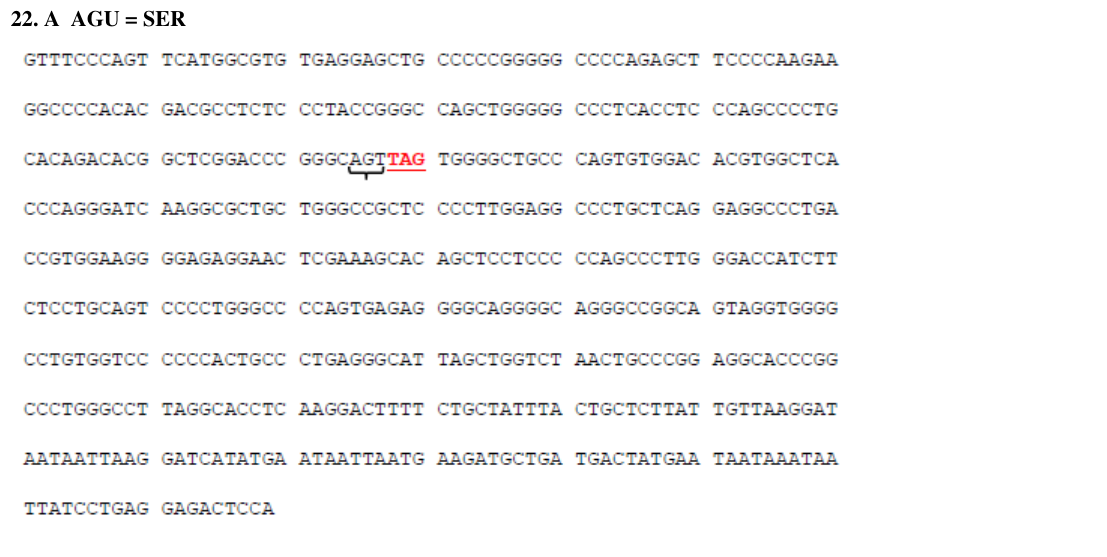 22. A AGU = SER
GTTTCCCAGT TCATGGCGTG TGAGGAGCTG CCCCCGGGGG CCCCAGAGCT TCCCCAAGAA
GGCCCCACAC GACGCCTCTC CCTACCGGGC CAGCTGGGGG CCCTCACCTC CCAGCCCCTG
CACAGACACG GCTCGGACCC GGGCAGTTAG TGGGGCTGCC CAGTGTGGAC ACGTGGCTCA
CCCAGGGATC AAGGCGCTGC TGGGCCGCTC CCCTTGGAGG CCCTGCTCAG GAGGCCCTGA
CCGTGGAAGG GGAGAGGAAC TCGAAAGCAC AGCTCCTCCC CCAGCCCTTG GGACCATCTT
CTCCTGCAGT CCCCTGGGCC CCAGTGAGAG GGGCAGGGGC AGGGCCGGCA GTAGGTGGGG
CCTGTGGTCC CCCCACTGCC CTGAGGGCAT TAGCTGGTCT AACTGCCCGG AGGCACCCGG
CCCTGGGCCT TAGGCACCTC AAGGACTTTT CTGCTATTTA CTGCTCTTAT TGTTAAGGAT
AATAATTAAG GATCATATGA ATAATTAATG AAGATGCTGA TGACTATGAA TAATAAATAA
TTATCCTGAG GAGACTCCA